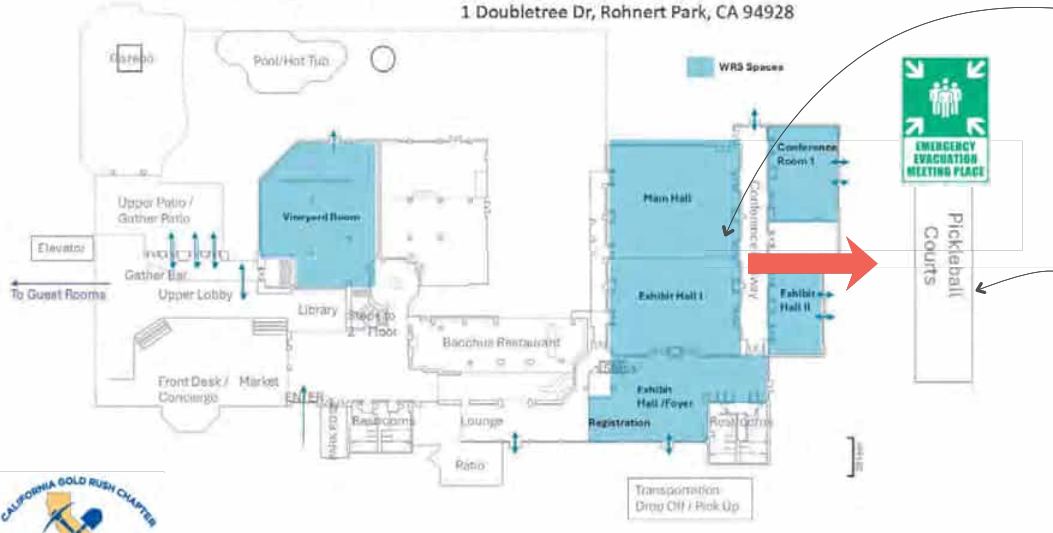 1 Doubletree Dr, Rohnert Park, CA 94928
Gazebo
Pool/Hot Tub
WRS Spaces
EMERGENCY
EVACUATION
MEETING PLACE
Conference
Room 1
Main Hall
Conference
way
Upper Patio /
Gather Patio
Vineyard Room
Pickleball
Courts
Elevator
Gather Bar
To Guest Rooms
Upper Lobby
Library
Steps to
Floor
Exhibit Hall I
Exhibit
Hall II
Bacchus Restaurant
Front Desk /
Concierge
Market
ENTER
Exhibit
Hall /Foyer
Registration
Restrooms
Lounge
Restrooms
Patio
Transportation
Drop Off / Pick Up
CALIFORNIA GOLD RUSH CHAPTER